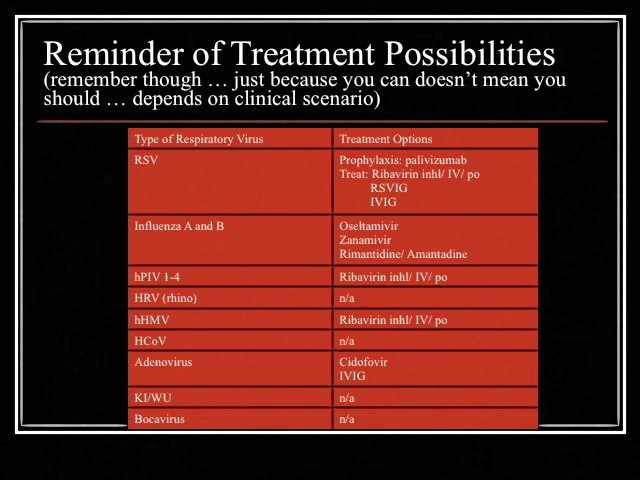 Reminder of Treatment Possibilities
(remember though … just because you can doesn’t mean you
should … depends on clinical scenario)
Type of Respiratory Virus
Treatment Options
RSV
Prophylaxis: palivizumab
Treat: Ribavirin inhl/ IV/ po
RSVIG
IVIG
Influenza A and B
Oseltamivir
Zanamivir
Rimantidine/ Amantadine
hPIV 1-4
Ribavirin inhl/ IV/ po
HRV (rhino)
n/a
hHMV
Ribavirin inhl/ IV/ po
HCoV
n/a
Adenovirus
Cidofovir
IVIG
KI/WU
n/a
Bocavirus
n/a